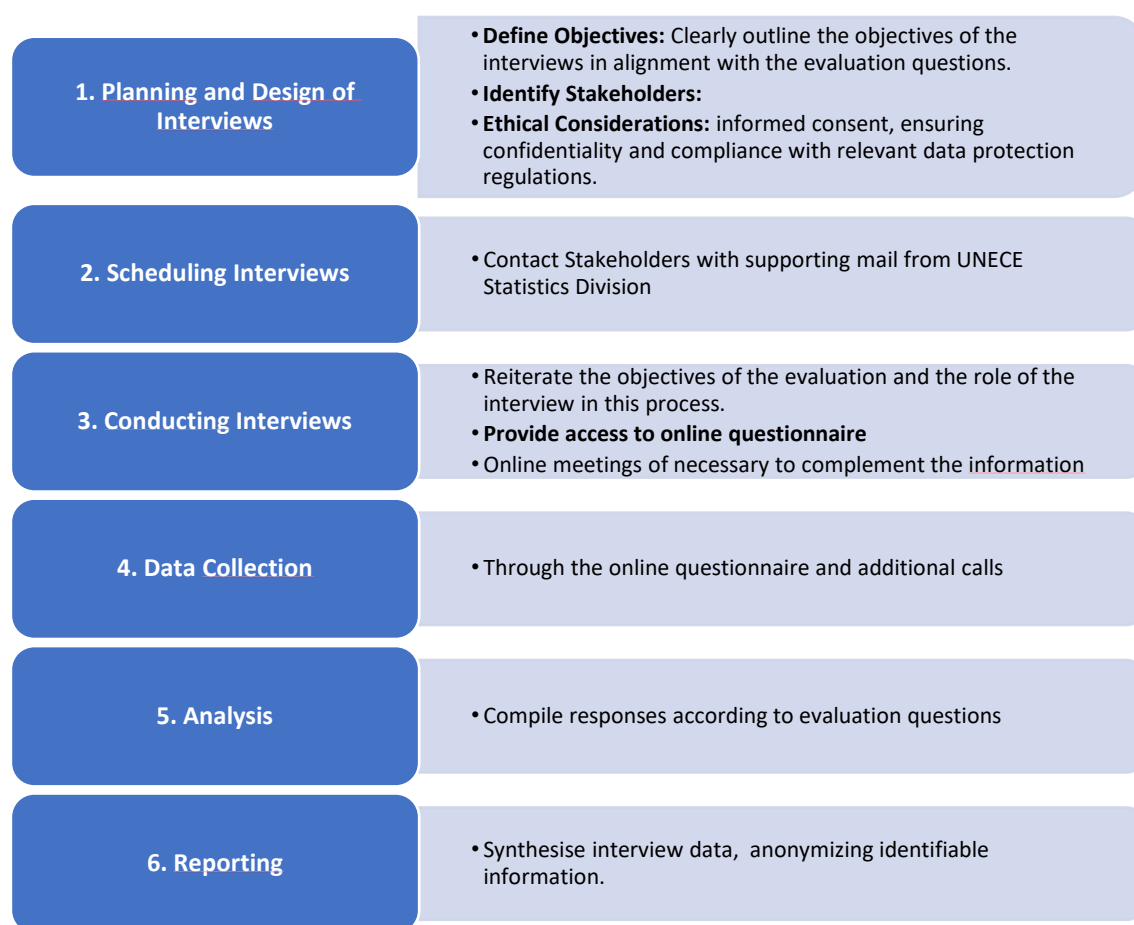 1. Planning and Design of
Interviews
• Define Objectives: Clearly outline the objectives of the
interviews in alignment with the evaluation questions.
• Identify Stakeholders:
• Ethical Considerations: informed consent, ensuring
confidentiality and compliance with relevant data protection
regulations.
2. Scheduling Interviews
• Contact Stakeholders with supporting mail from UNECE
Statistics Division
3. Conducting Interviews
• Reiterate the objectives of the evaluation and the role of the
interview in this process.
• Provide access to online questionnaire
• Online meetings of necessary to complement the information
4. Data Collection
• Through the online questionnaire and additional calls
5. Analysis
• Compile responses according to evaluation questions
6. Reporting
• Synthesise interview data, anonymizing identifiable
information.